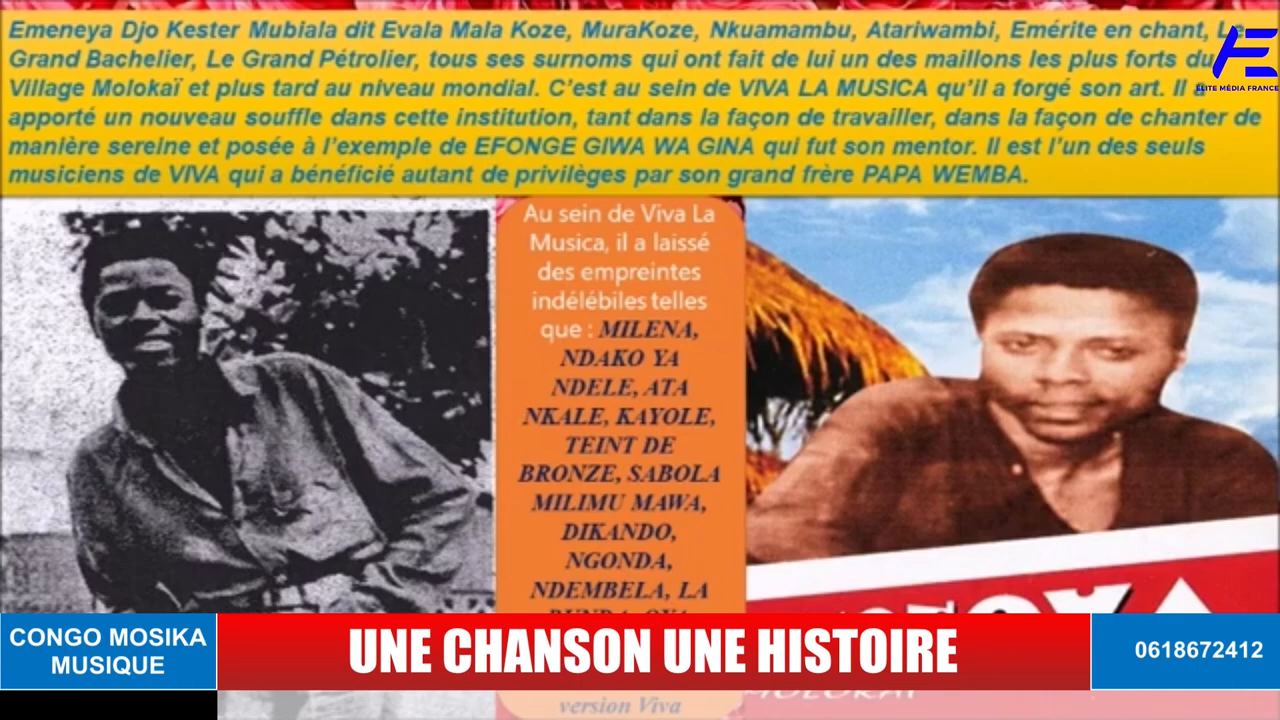 Emeneya Djo Kester Mubiala dit Evala Mala Koze, MuraKoze, Nkuamambu, Atariwambi, Emérite en chant, Le
Grand Bachelier, Le Grand Pétrolier, tous ses surnoms qui ont fait de lui un des maillons les plus forts du
Village Molokaï et plus tard au niveau mondial. C'est au sein de VIVA LA MUSICA qu'il a forgé son art. Il a
apporté un nouveau souffle dans cette institution, tant dans la façon de travailler, dans la façon de chanter de
manière sereine et posée à l'exemple de EFONGE GIWA WA GINA qui fut son mentor. Il est l'un des seuls
musiciens de VIVA qui a bénéficié autant de privilèges par son grand frère PAPA WEMBA.
ELITE MÉDIA FRANCE
Au sein de Viva La
Musica, il a laissé
des empreintes
indélébiles telles
que : MILENA,
NDAKO YA
NDELE, ATA
NKALE, KAYOLE,
TEINT DE
BRONZE, SABOLA
MILIMU MAWA,
DIKANDO,
NGONDA,
NDEMBELA, LA
version Viva
CONGO MOSIKA
MUSIQUE
UNE CHANSON UNE HISTOIRE
0618672412